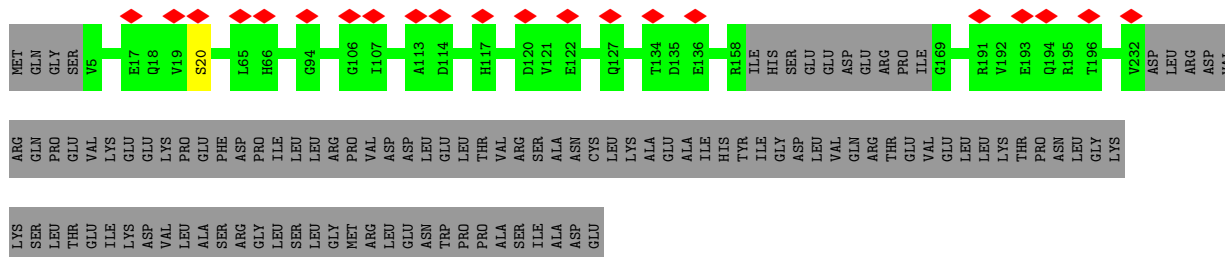 MET GLN GLY SER V5 E17 Q18 V19 S20 L65 H66 G94 G106 I107 A113 D114 H117 D120 V121 E122 Q127 T134 D135 E136 R158 ILE HIS SER GLU GLU ASP GLU ARG PRO ILE G169 R191 V192 E193 Q194 R195 T196 V232 ASP LEU ARG ASP VAL
ARG GLN PRO GLU VAL LYS GLU GLU LYS PRO GLU PHE ASP PRO ILE LEU LEU ARG PRO VAL ASP ASP LEU GLU LEU THR VAL ARG SER ALA ASN CYS LEU LYS ALA GLU ALA ILE HIS TYR ILE GLY ASP LEU VAL GLN ARG THR GLU VAL GLU LEU LEU LYS THR PRO ASN LEU GLY LYS
LYS SER LEU THR GLU ILE LYS ASP VAL LEU ALA SER ARG GLY LEU SER LEU GLY MET ARG LEU GLU ASN TRP PRO PRO ALA SER ILE ALA ASP GLU